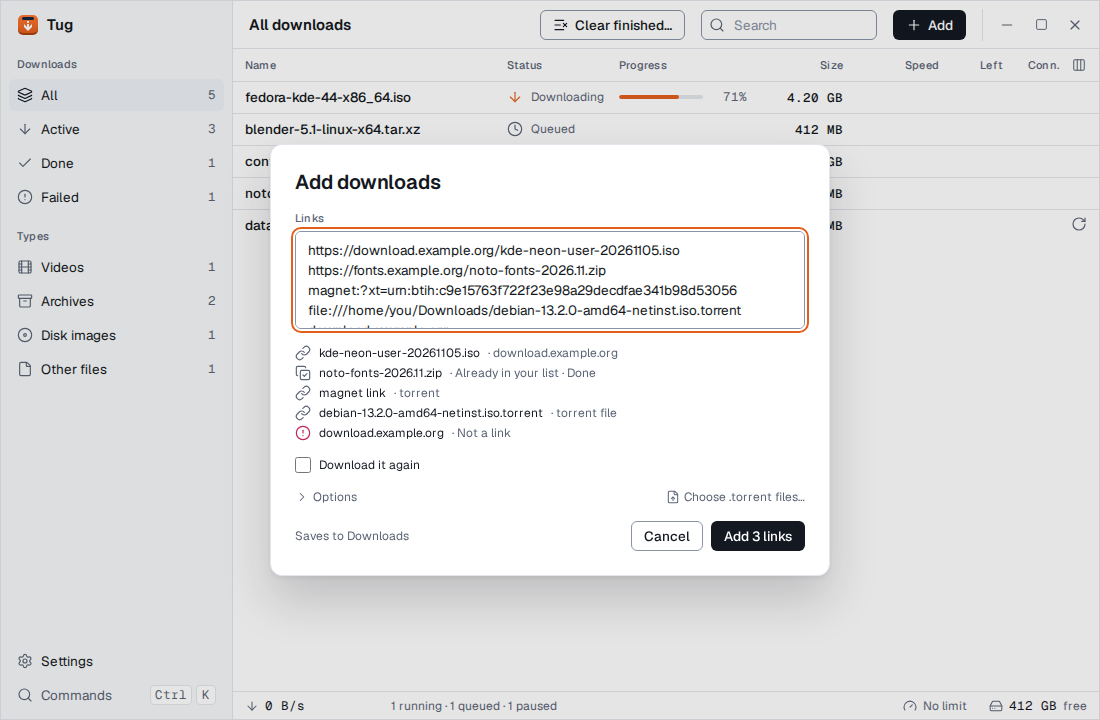 Tug
All downloads
Clear finished…
Search
Add
Downloads
All 5
Active 3
Done 1
Failed 1
Types
Videos 1
Archives 2
Disk images 1
Other files 1
Settings
Commands Ctrl K
Name Status Progress Size Speed Left Conn.
fedora-kde-44-x86_64.iso Downloading 71% 4.20 GB
blender-5.1-linux-x64.tar.xz Queued 412 MB
GB
MB
data MB
Add downloads
Links
https://download.example.org/kde-neon-user-20261105.iso
https://fonts.example.org/noto-fonts-2026.11.zip
magnet:?xt=urn:btih:c9e15763f722f23e98a29decdfae341b98d53056
file:///home/you/Downloads/debian-13.2.0-amd64-netinst.iso.torrent
kde-neon-user-20261105.iso · download.example.org
noto-fonts-2026.11.zip · Already in your list · Done
magnet link · torrent
debian-13.2.0-amd64-netinst.iso.torrent · torrent file
download.example.org · Not a link
Download it again
Options
Choose .torrent files…
Saves to Downloads
Cancel
Add 3 links
0 B/s
1 running · 1 queued · 1 paused
No limit
412 GB free